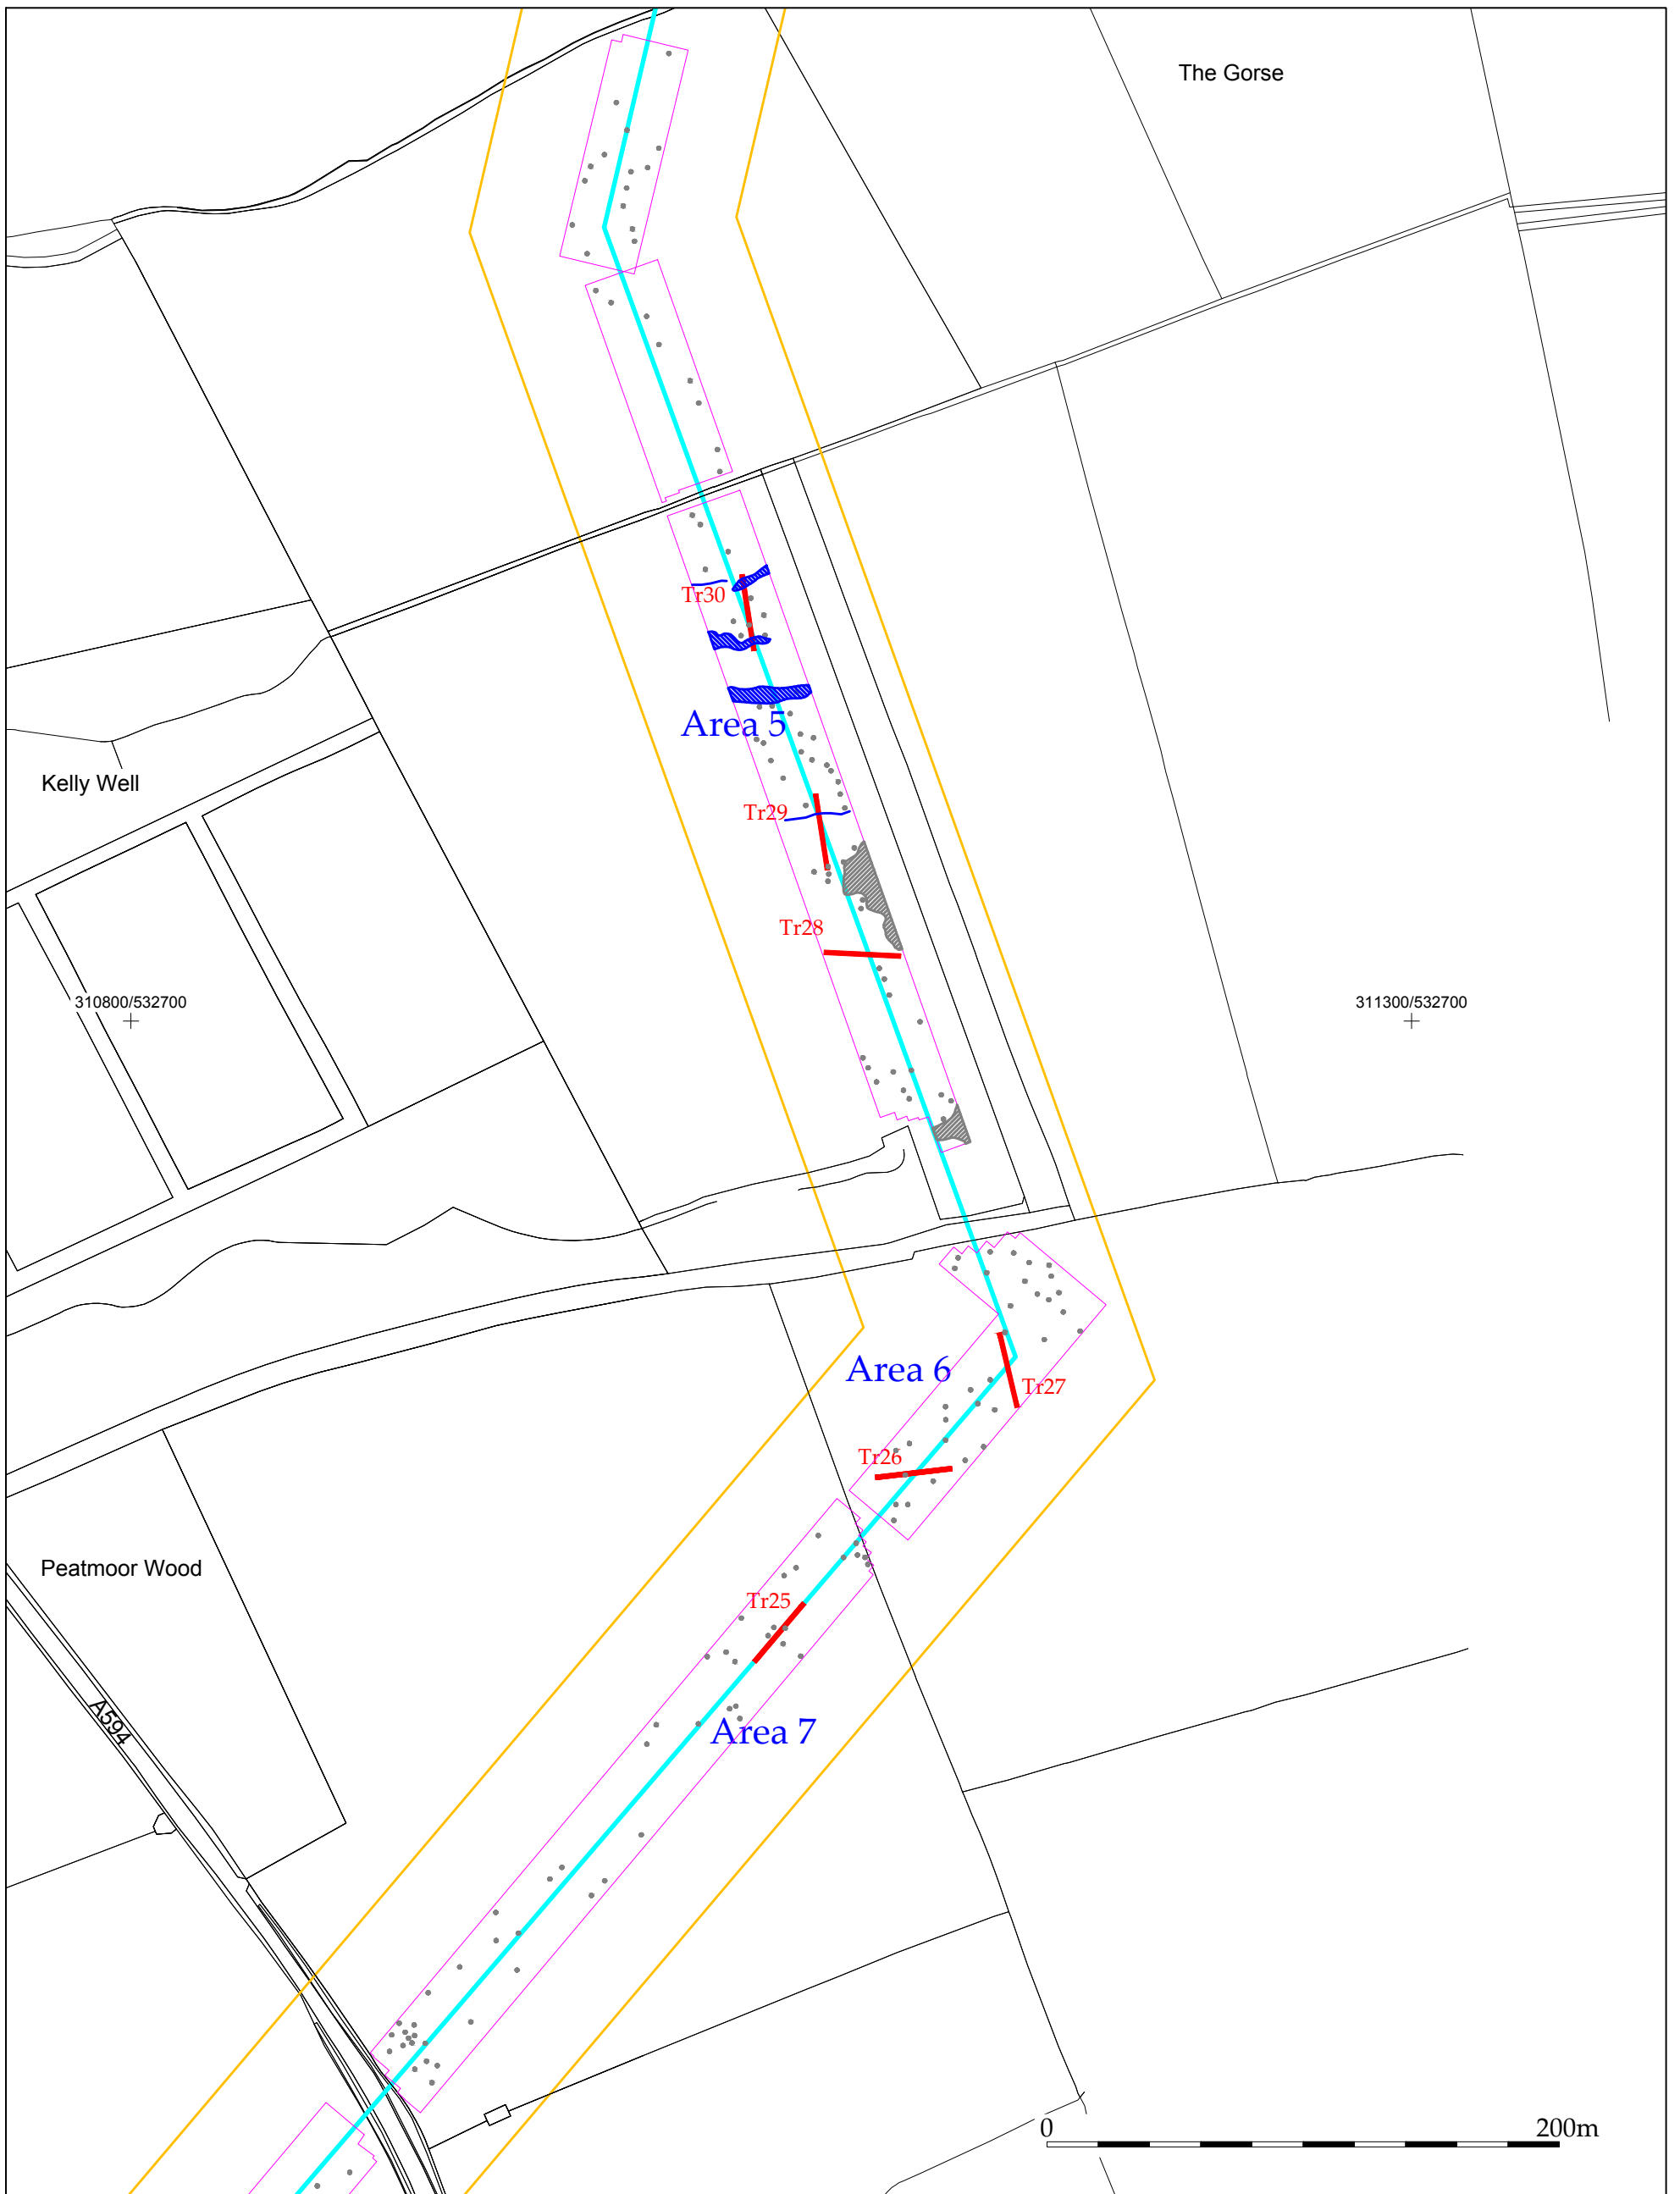 The Gorse
Tr30
Area 5
Kelly Well
Tr29
Tr28
310800/532700
311300/532700
Area 6
Tr27
Tr26
Peatmoor Wood
Tr25
A594
Area 7
0
200m